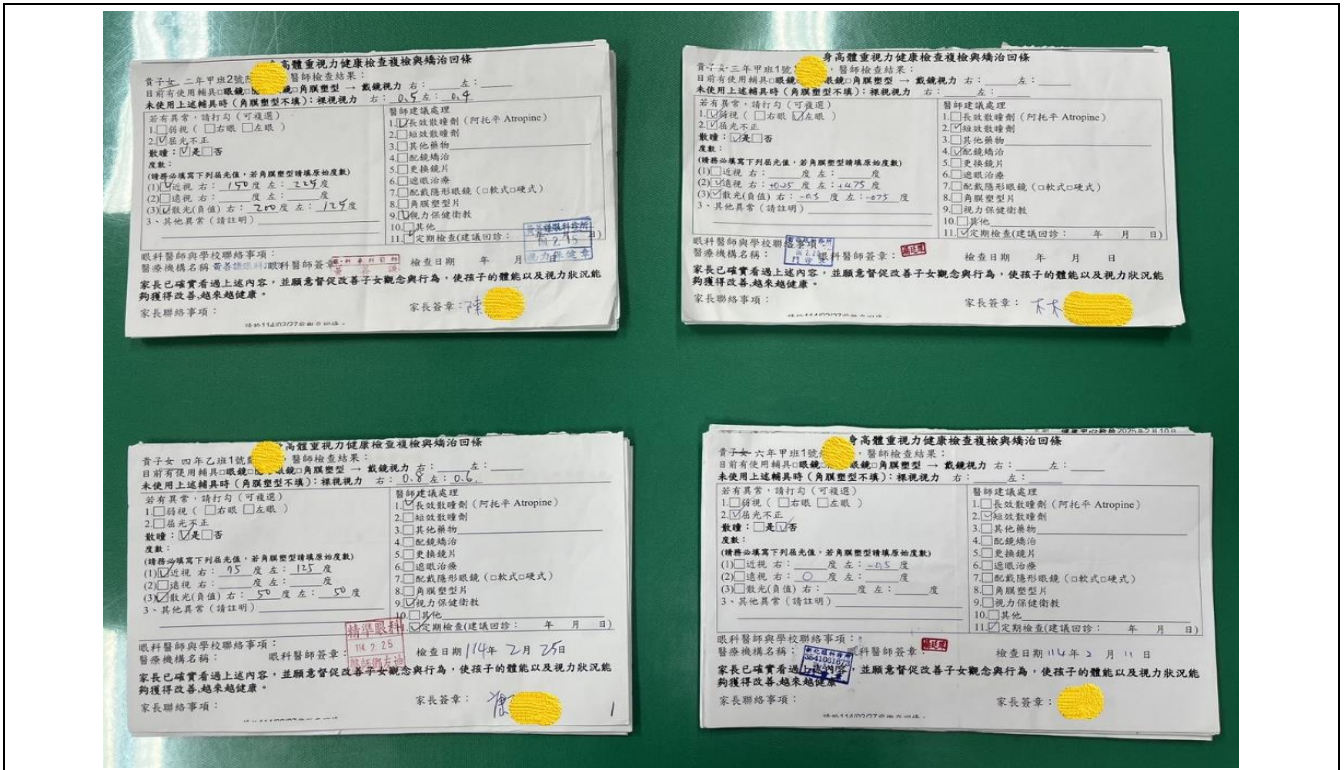 身高體重視力健康檢查複檢與矯治回條
貴子女 二年甲班2號 醫師檢查結果：
目前有使用輔具□眼鏡 鏡□角膜塑型 → 戴鏡視力 右： 左：
未使用上述輔具時（角膜塑型不填）：裸視視力 右：0.5 左：0.4
若有異常，請打勾（可複選）
1.□弱視（□右眼 □左眼）
2.☑屈光不正
散瞳：☑是□否
度數：
(請務必填寫下列屈光值，若角膜塑型請填原始度數)
(1)☑近視 右：150度 左：225度
(2)□遠視 右： 度 左： 度
(3)☑散光(負值) 右：200度 左：125度
3、其他異常（請註明）
醫師建議處理
1.☑長效散瞳劑（阿托平 Atropine）
2.□短效散瞳劑
3.□其他藥物
4.□配鏡矯治
5.□更換鏡片
6.□遮眼治療
7.□配戴隱形眼鏡（□軟式□硬式）
8.□角膜塑型片
9.☑視力保健衛教
10.□其他
11.☑定期檢查(建議回診： 日)
眼科醫師與學校聯絡事項：
醫療機構名稱 眼科醫師簽章 檢查日期 年 月
家長已確實看過上述內容，並願意督促改善子女觀念與行為，使孩子的體能以及視力狀況能
夠獲得改善,越來越健康。
家長聯絡事項： 家長簽章：陳
身高體重視力健康檢查複檢與矯治回條
貴子女 三年甲班1號 醫師檢查結果：
目前有使用輔具□眼鏡 鏡□角膜塑型 → 戴鏡視力 右： 左：
未使用上述輔具時（角膜塑型不填）：裸視視力 右： 左：
若有異常，請打勾（可複選）
1.☑弱視（□右眼 ☑左眼）
2.☑屈光不正
散瞳：☑是□否
度數：
(請務必填寫下列屈光值，若角膜塑型請填原始度數)
(1)□近視 右： 度 左： 度
(2)☑遠視 右：+0.25度 左：+4.75度
(3)☑散光(負值) 右：-0.5度 左：-0.75度
3、其他異常（請註明）
醫師建議處理
1.□長效散瞳劑（阿托平 Atropine）
2.☑短效散瞳劑
3.□其他藥物
4.☑配鏡矯治
5.□更換鏡片
6.□遮眼治療
7.□配戴隱形眼鏡（□軟式□硬式）
8.□角膜塑型片
9.□視力保健衛教
10.□其他
11.☑定期檢查(建議回診： 年 月 日)
眼科醫師與學校聯絡事項：
醫療機構名稱： 眼科醫師簽章： 檢查日期 年 月 日
家長已確實看過上述內容，並願意督促改善子女觀念與行為，使孩子的體能以及視力狀況能
夠獲得改善,越來越健康。
家長聯絡事項： 家長簽章：林
高體重視力健康檢查複檢與矯治回條
貴子女 四年乙班1號 醫師檢查結果：
目前有使用輔具□眼鏡 鏡□角膜塑型 → 戴鏡視力 右： 左：
未使用上述輔具時（角膜塑型不填）：裸視視力 右：0.8 左：0.6
若有異常，請打勾（可複選）
1.□弱視（□右眼 □左眼）
2.□屈光不正
散瞳：☑是□否
度數：
(請務必填寫下列屈光值，若角膜塑型請填原始度數)
(1)☑近視 右：75度 左：125度
(2)□遠視 右： 度 左： 度
(3)☑散光(負值) 右：50度 左：50度
3、其他異常（請註明）
醫師建議處理
1.☑長效散瞳劑（阿托平 Atropine）
2.□短效散瞳劑
3.□其他藥物
4.□配鏡矯治
5.□更換鏡片
6.□遮眼治療
7.□配戴隱形眼鏡（□軟式□硬式）
8.□角膜塑型片
9.☑視力保健衛教
10.□其他
11.☑定期檢查(建議回診： 年 月 日)
精準眼科
114.2.25
眼科醫師與學校聯絡事項：
醫療機構名稱： 眼科醫師簽章： 檢查日期 114年 2月 25日
家長已確實看過上述內容，並願意督促改善子女觀念與行為，使孩子的體能以及視力狀況能
夠獲得改善,越來越健康。
家長聯絡事項： 家長簽章：
身高體重視力健康檢查複檢與矯治回條
貴子女 六年甲班1號 醫師檢查結果：
目前有使用輔具□眼鏡 鏡□角膜塑型 → 戴鏡視力 右： 左：
未使用上述輔具時（角膜塑型不填）：裸視視力 右： 左：
若有異常，請打勾（可複選）
1.□弱視（□右眼 □左眼）
2.☑屈光不正
散瞳：□是☑否
度數：
(請務必填寫下列屈光值，若角膜塑型請填原始度數)
(1)□近視 右： 度 左：-0.5度
(2)□遠視 右：0 度 左： 度
(3)□散光(負值) 右： 度 左： 度
3、其他異常（請註明）
醫師建議處理
1.□長效散瞳劑（阿托平 Atropine）
2.☑短效散瞳劑
3.□其他藥物
4.□配鏡矯治
5.□更換鏡片
6.□遮眼治療
7.□配戴隱形眼鏡（□軟式□硬式）
8.□角膜塑型片
9.□視力保健衛教
10.□其他
11.☑定期檢查(建議回診： 年 月 日)
眼科醫師與學校聯絡事項：
醫療機構名稱： 眼科醫師簽章： 檢查日期 114年 2月 11日
家長已確實看過上述內容，並願意督促改善子女觀念與行為，使孩子的體能以及視力狀況能
夠獲得改善,越來越健康
家長聯絡事項： 家長簽章：